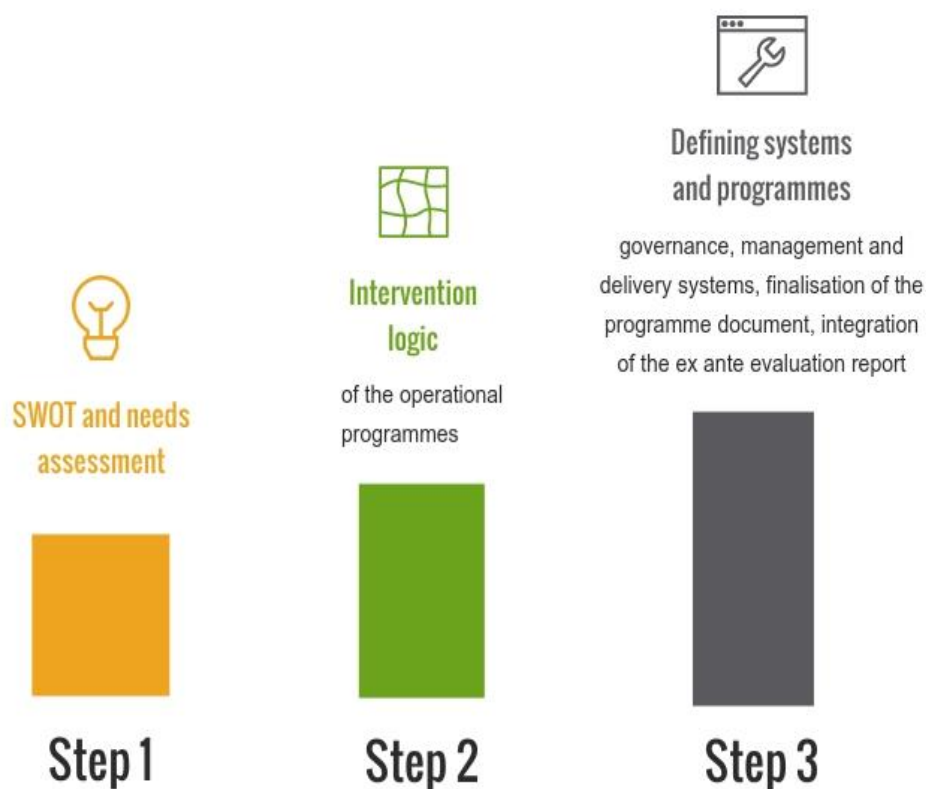 SWOT and needs
assessment
Step 1
Intervention
logic
of the operational
programmes
Step 2
Defining systems
and programmes
governance, management and
delivery systems, finalisation of the
programme document, integration
of the ex ante evaluation report
Step 3